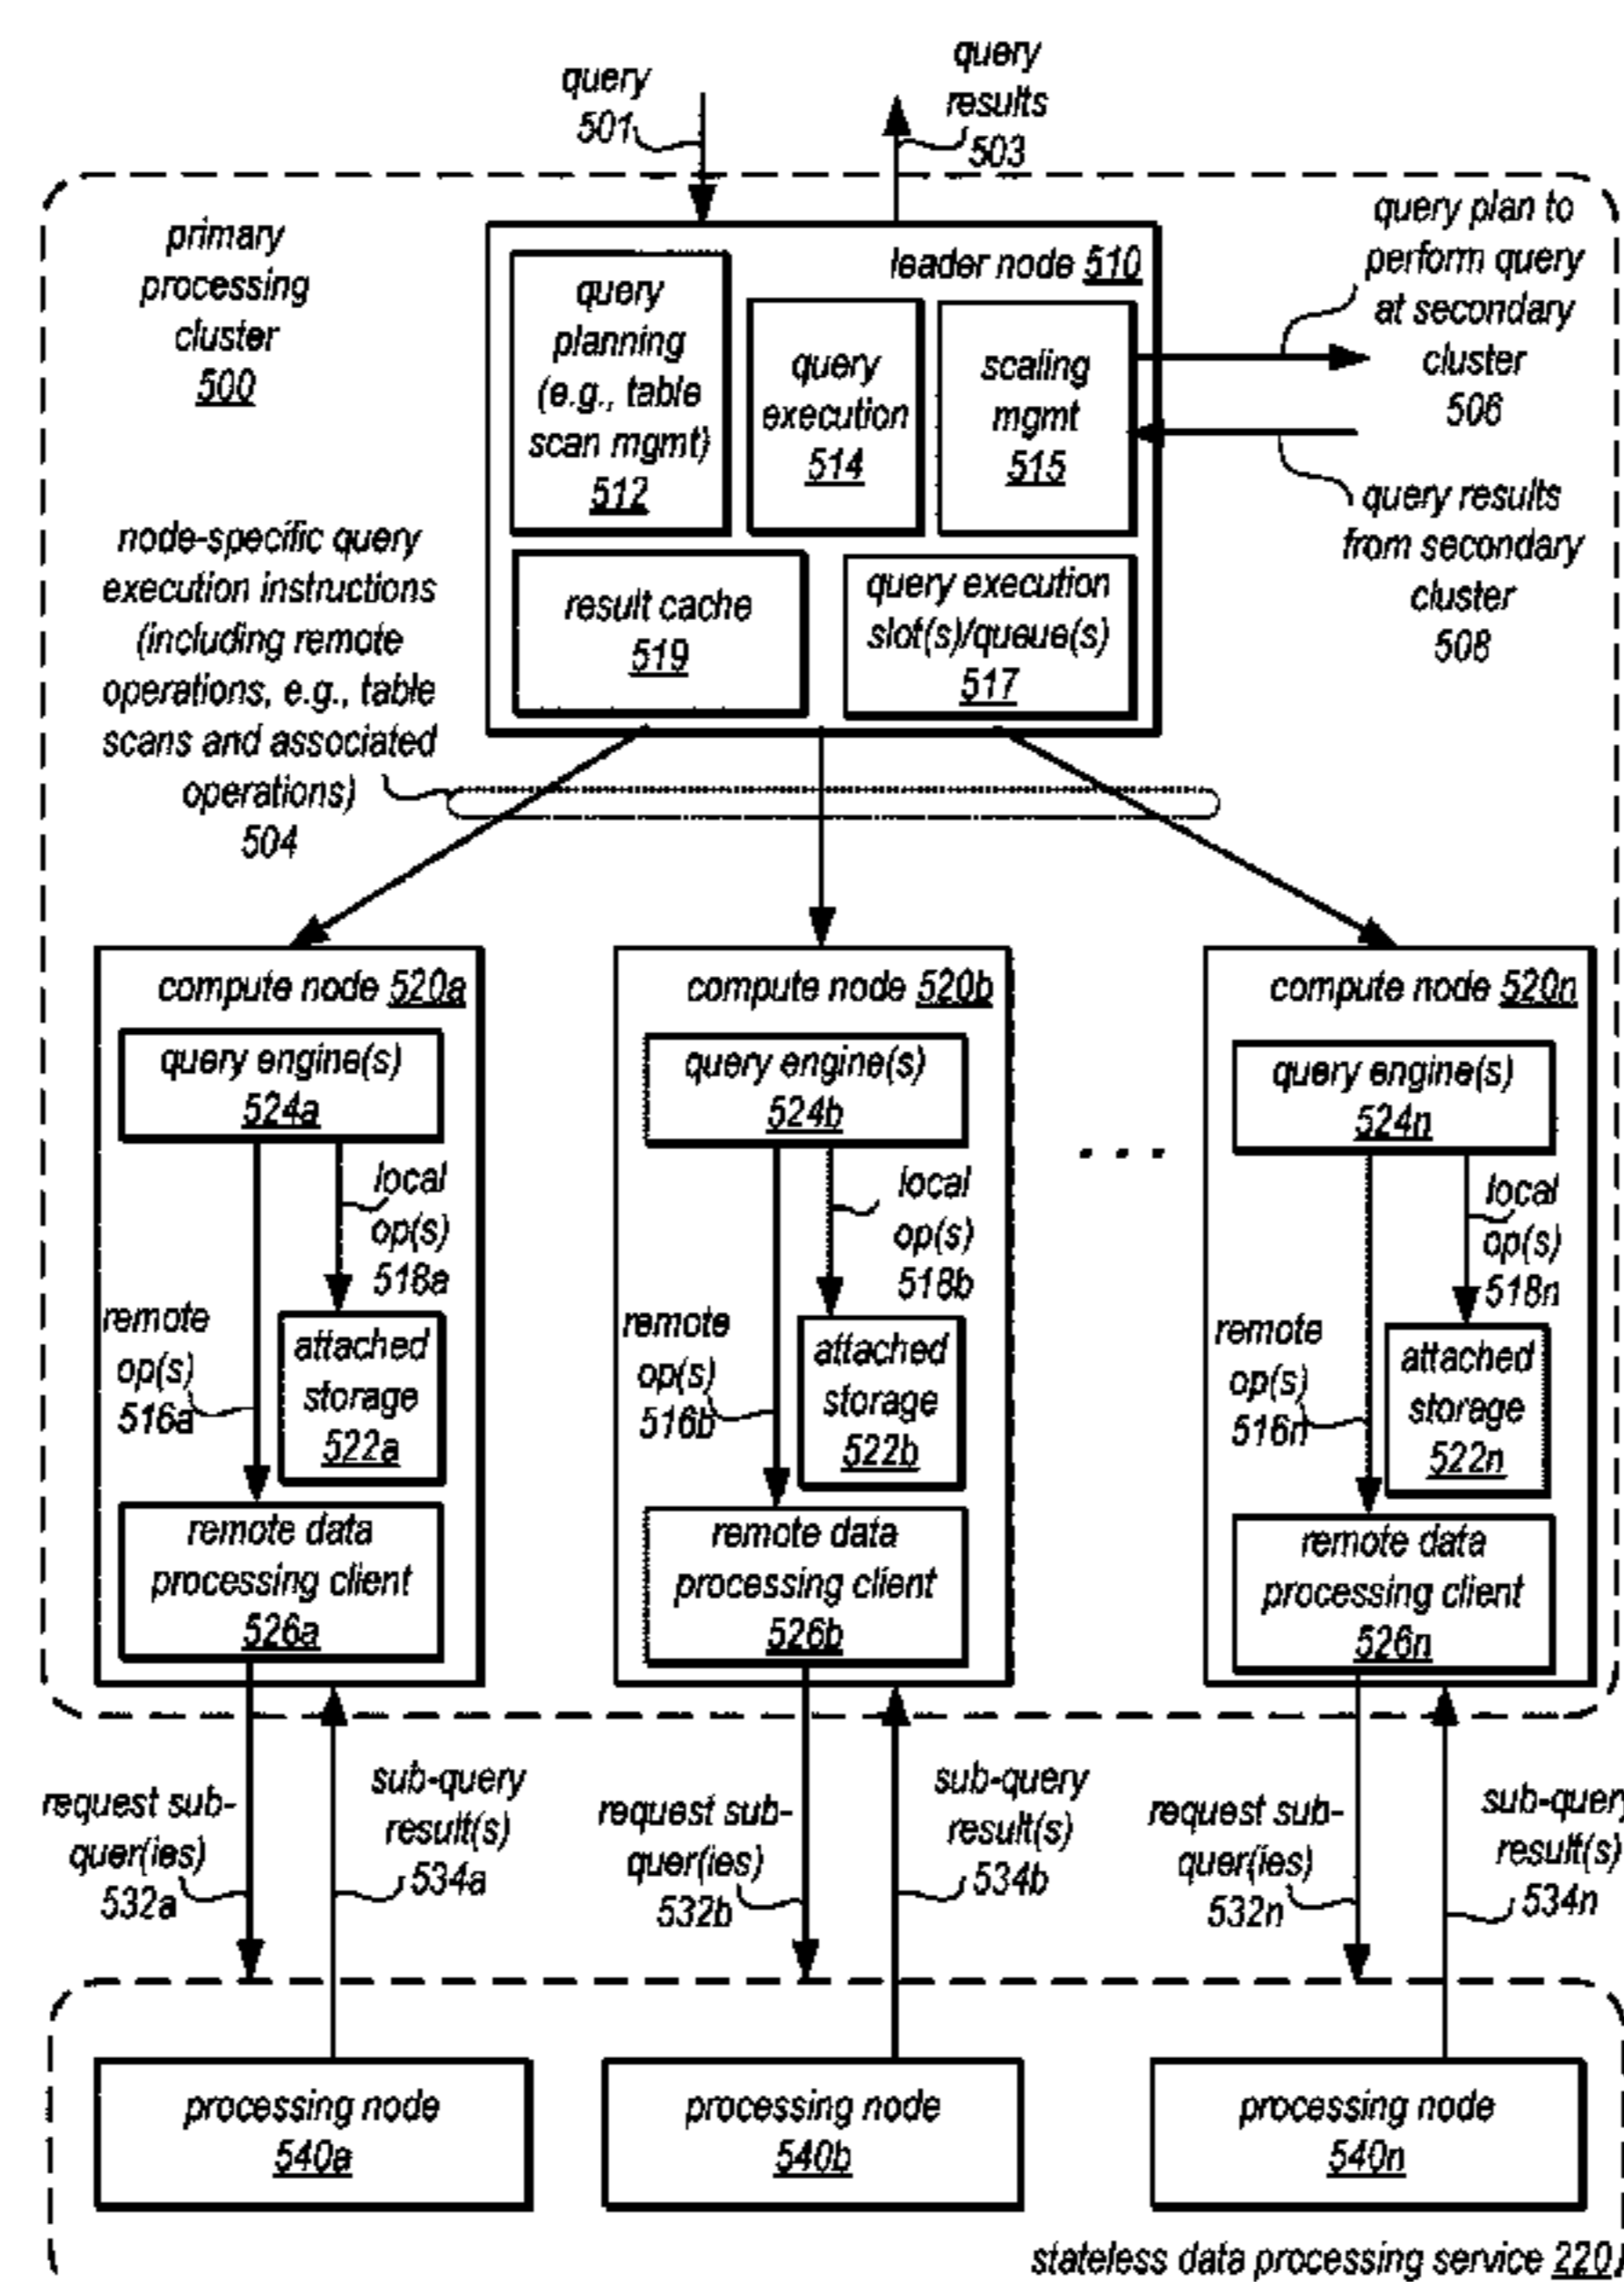 query
501
query
results
503
primary
processing
cluster
500
leader node 510
query
planning
(e.g., table
scan mgmt)
512
query
execution
514
scaling
mgmt
515
query plan to
perform query
at secondary
cluster
506
query results
from secondary
cluster
508
result cache
519
query execution
slot(s)/queue(s)
517
node-specific query
execution instructions
(including remote
operations, e.g., table
scans and associated
operations)
504
compute node 520a
query engine(s)
524a
local
op(s)
518a
remote
op(s)
516a
attached
storage
522a
remote data
processing client
526a
compute node 520b
query engine(s)
524b
local
op(s)
518b
remote
op(s)
516b
attached
storage
522b
remote data
processing client
526b
. . .
compute node 520n
query engine(s)
524n
local
op(s)
518n
remote
op(s)
516n
attached
storage
522n
remote data
processing client
526n
request sub-
quer(ies)
532a
sub-query
result(s)
534a
request sub-
quer(ies)
532b
sub-query
result(s)
534b
request sub-
quer(ies)
532n
sub-query
result(s)
534n
processing node
540a
processing node
540b
processing node
540n
stateless data processing service 220